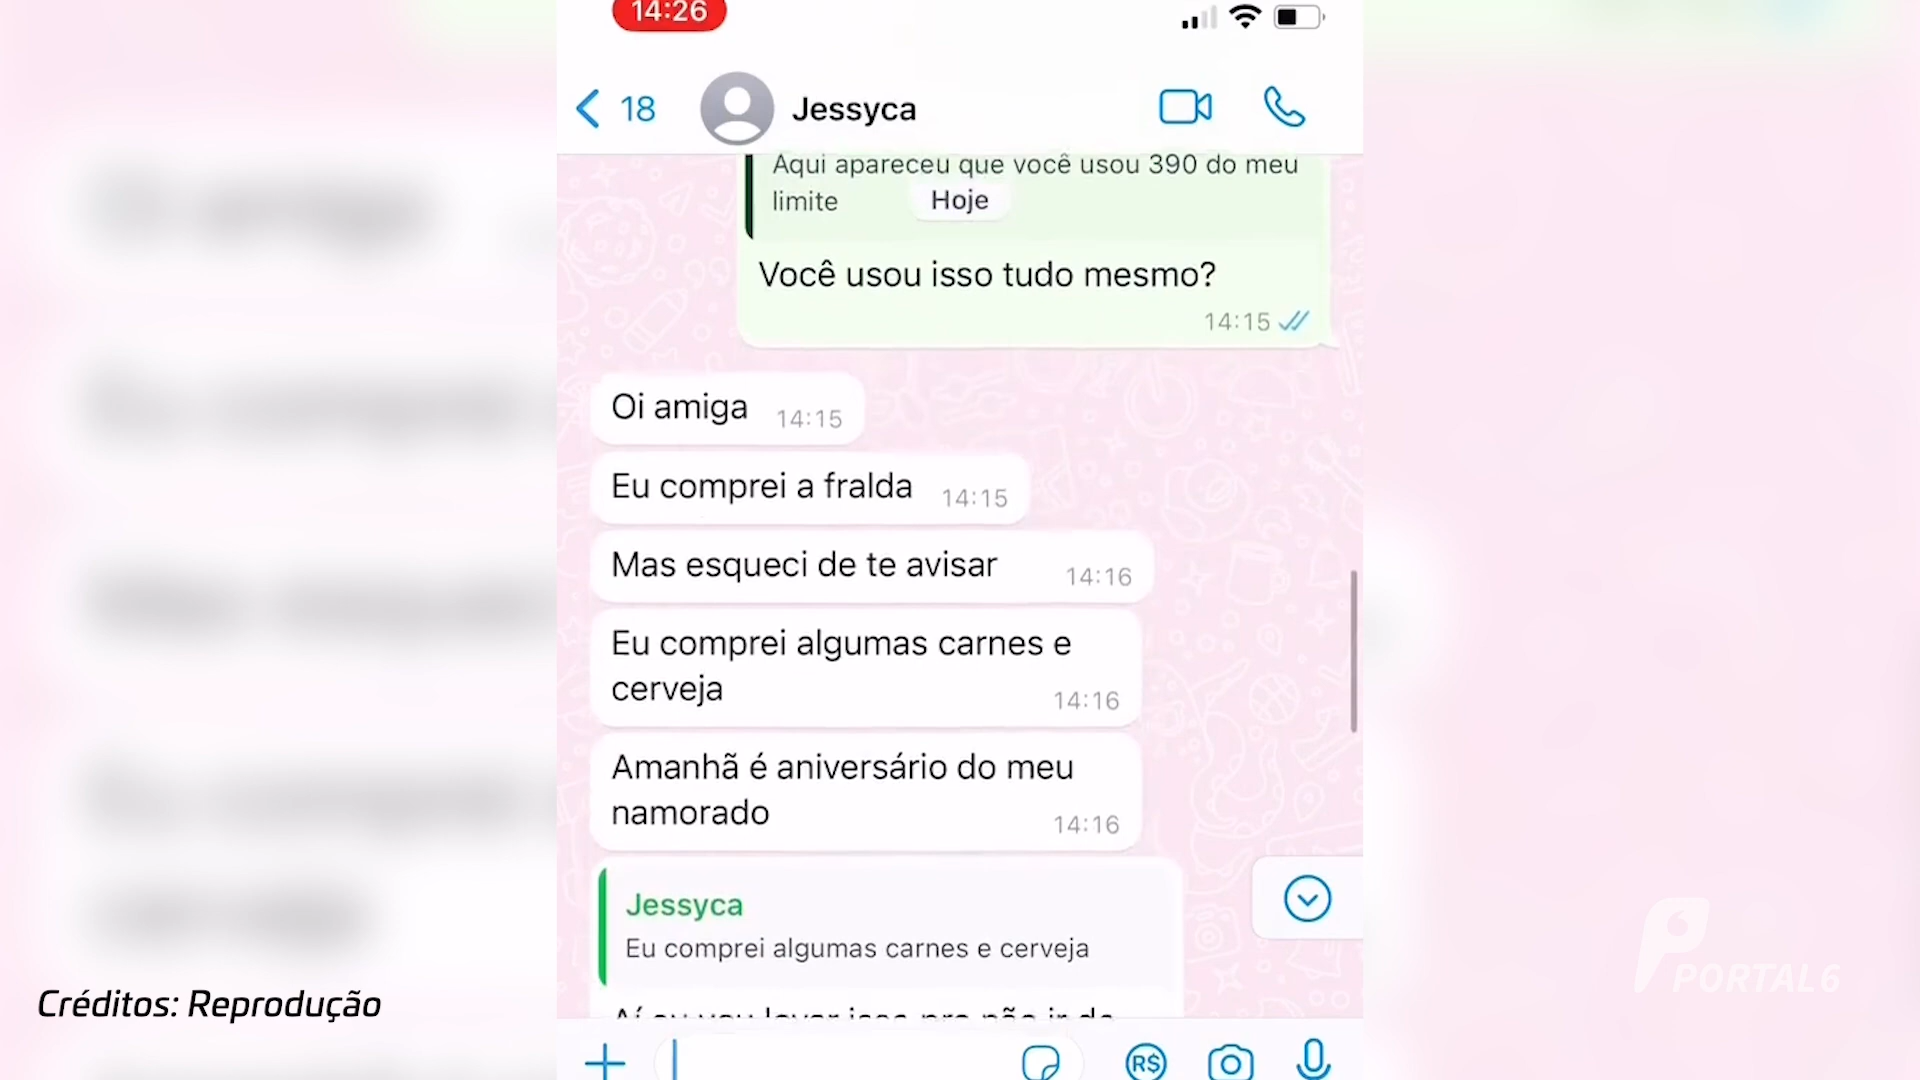 14:26
18
Jessyca
Aqui apareceu que você usou 390 do meu
limite
Hoje
Você usou isso tudo mesmo?
14:15
Oi amiga 14:15
Eu comprei a fralda 14:15
Mas esqueci de te avisar 14:16
Eu comprei algumas carnes e
cerveja
14:16
Amanhã é aniversário do meu
namorado
14:16
Jessyca
Eu comprei algumas carnes e cerveja
R$
Créditos: Reprodução
PORTAL6